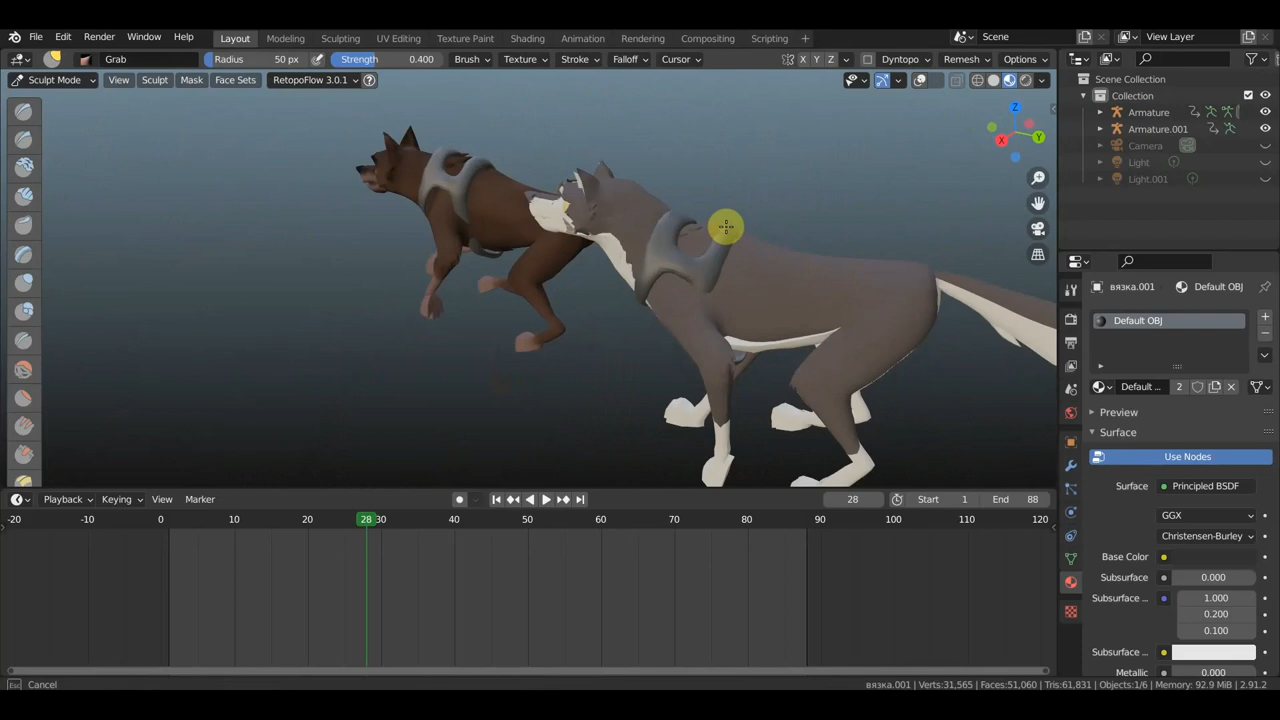 File Edit Render Window Help Layout Modeling Sculpting UV Editing Texture Paint Shading Animation Rendering Compositing Scripting + Scene View Layer
Grab Radius 50 px Strength 0.400 Brush Texture Stroke Falloff Cursor X Y Z Dyntopo Remesh Options
Sculpt Mode View Sculpt Mask Face Sets RetopoFlow 3.0.1 ?
Scene Collection
Collection
Armature
Armature.001
Camera
Light
Light.001
Z
X
Y
вязка.001 Default OBJ
Default OBJ
Default ... 2
Preview
Surface
Use Nodes
Surface Principled BSDF
GGX
Christensen-Burley
Base Color
Subsurface 0.000
Subsurface .. 1.000
0.200
0.100
Subsurface ..
Metallic 0.000
Playback Keying View Marker 28 Start 1 End 88
-20 -10 0 10 20 28 30 40 50 60 70 80 90 100 110 120
Esc Cancel вязка.001 | Verts:31,565 | Faces:51,060 | Tris:61,831 | Objects:1/6 | Memory: 92.9 MiB | 2.91.2